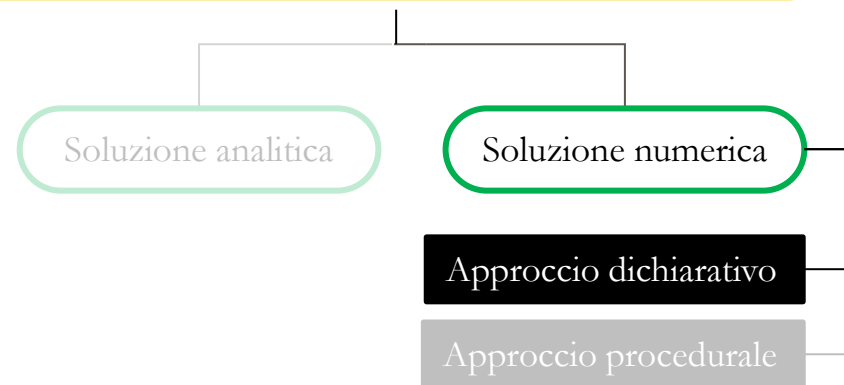 Soluzione analitica
Soluzione numerica
Approccio dichiarativo
Approccio procedurale